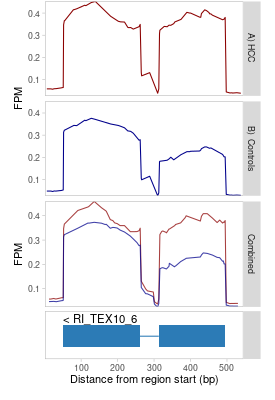 0.4
0.3
0.2
0.1
FPM
A) HCC
0.4
0.3
0.2
0.1
B) Controls
0.4
0.3
0.2
0.1
FPM
Combined
< RI_TEX10_6
100 200 300 400 500
Distance from region start (bp)